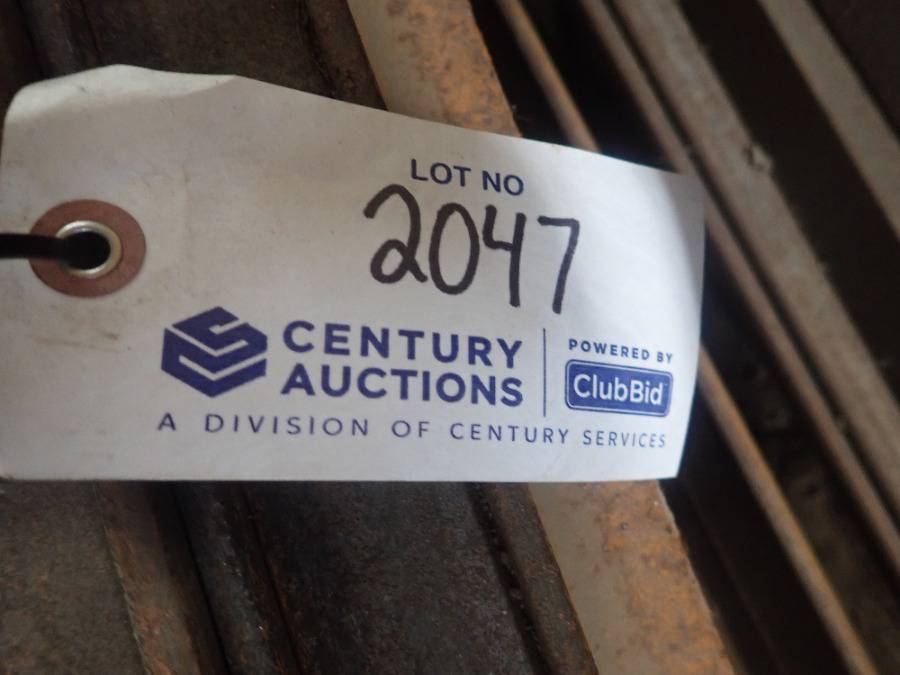 LOT NO
2047
CENTURY
AUCTIONS
POWERED BY
ClubBid
A DIVISION OF CENTURY SERVICES